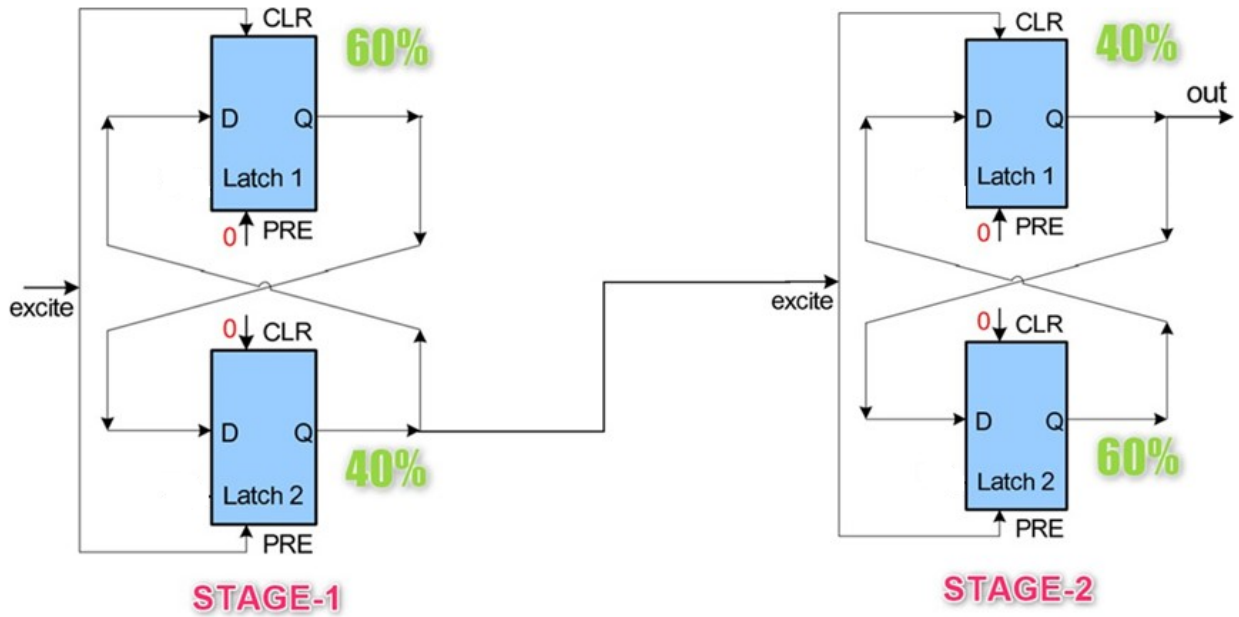 CLR
60%
D Q
Latch 1
0 PRE
excite
0 CLR
D Q
Latch 2
40%
PRE
STAGE-1
CLR
40%
out
D Q
Latch 1
0 PRE
excite
0 CLR
D Q
Latch 2
60%
PRE
STAGE-2